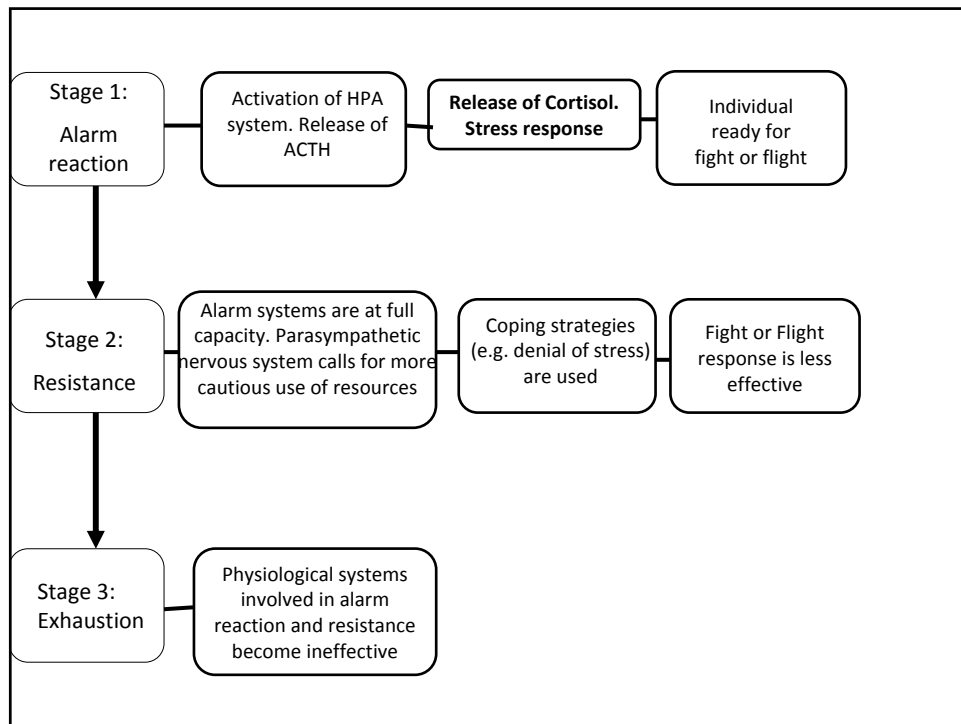 Stage 1:
Alarm
reaction
Activation of HPA
system. Release of
ACTH
Release of Cortisol.
Stress response
Individual
ready for
fight or flight
Stage 2:
Resistance
Alarm systems are at full
capacity. Parasympathetic
nervous system calls for more
cautious use of resources
Coping strategies
(e.g. denial of stress)
are used
Fight or Flight
response is less
effective
Stage 3:
Exhaustion
Physiological systems
involved in alarm
reaction and resistance
become ineffective